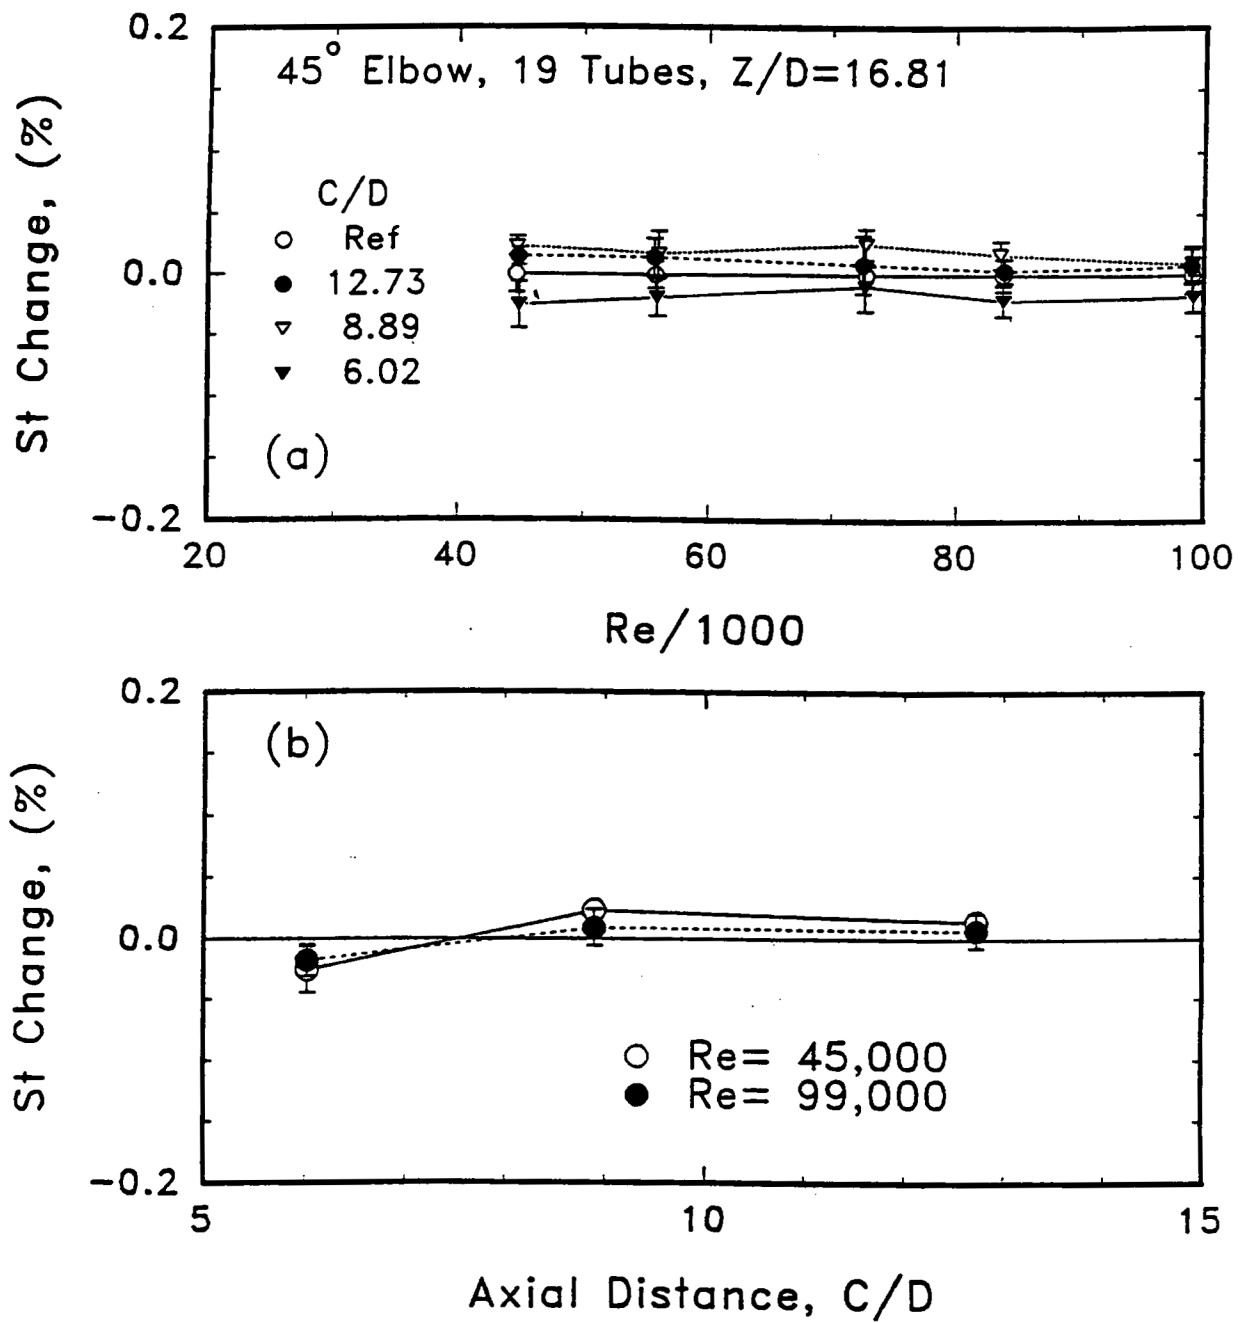 0.2
45° Elbow, 19 Tubes, Z/D=16.81
St Change, (%)
C/D
Ref
12.73
8.89
6.02
0.0
(a)
-0.2
20 40 60 80 100
Re/1000
0.2
(b)
St Change, (%)
0.0
Re= 45,000
Re= 99,000
-0.2
5 10 15
Axial Distance, C/D